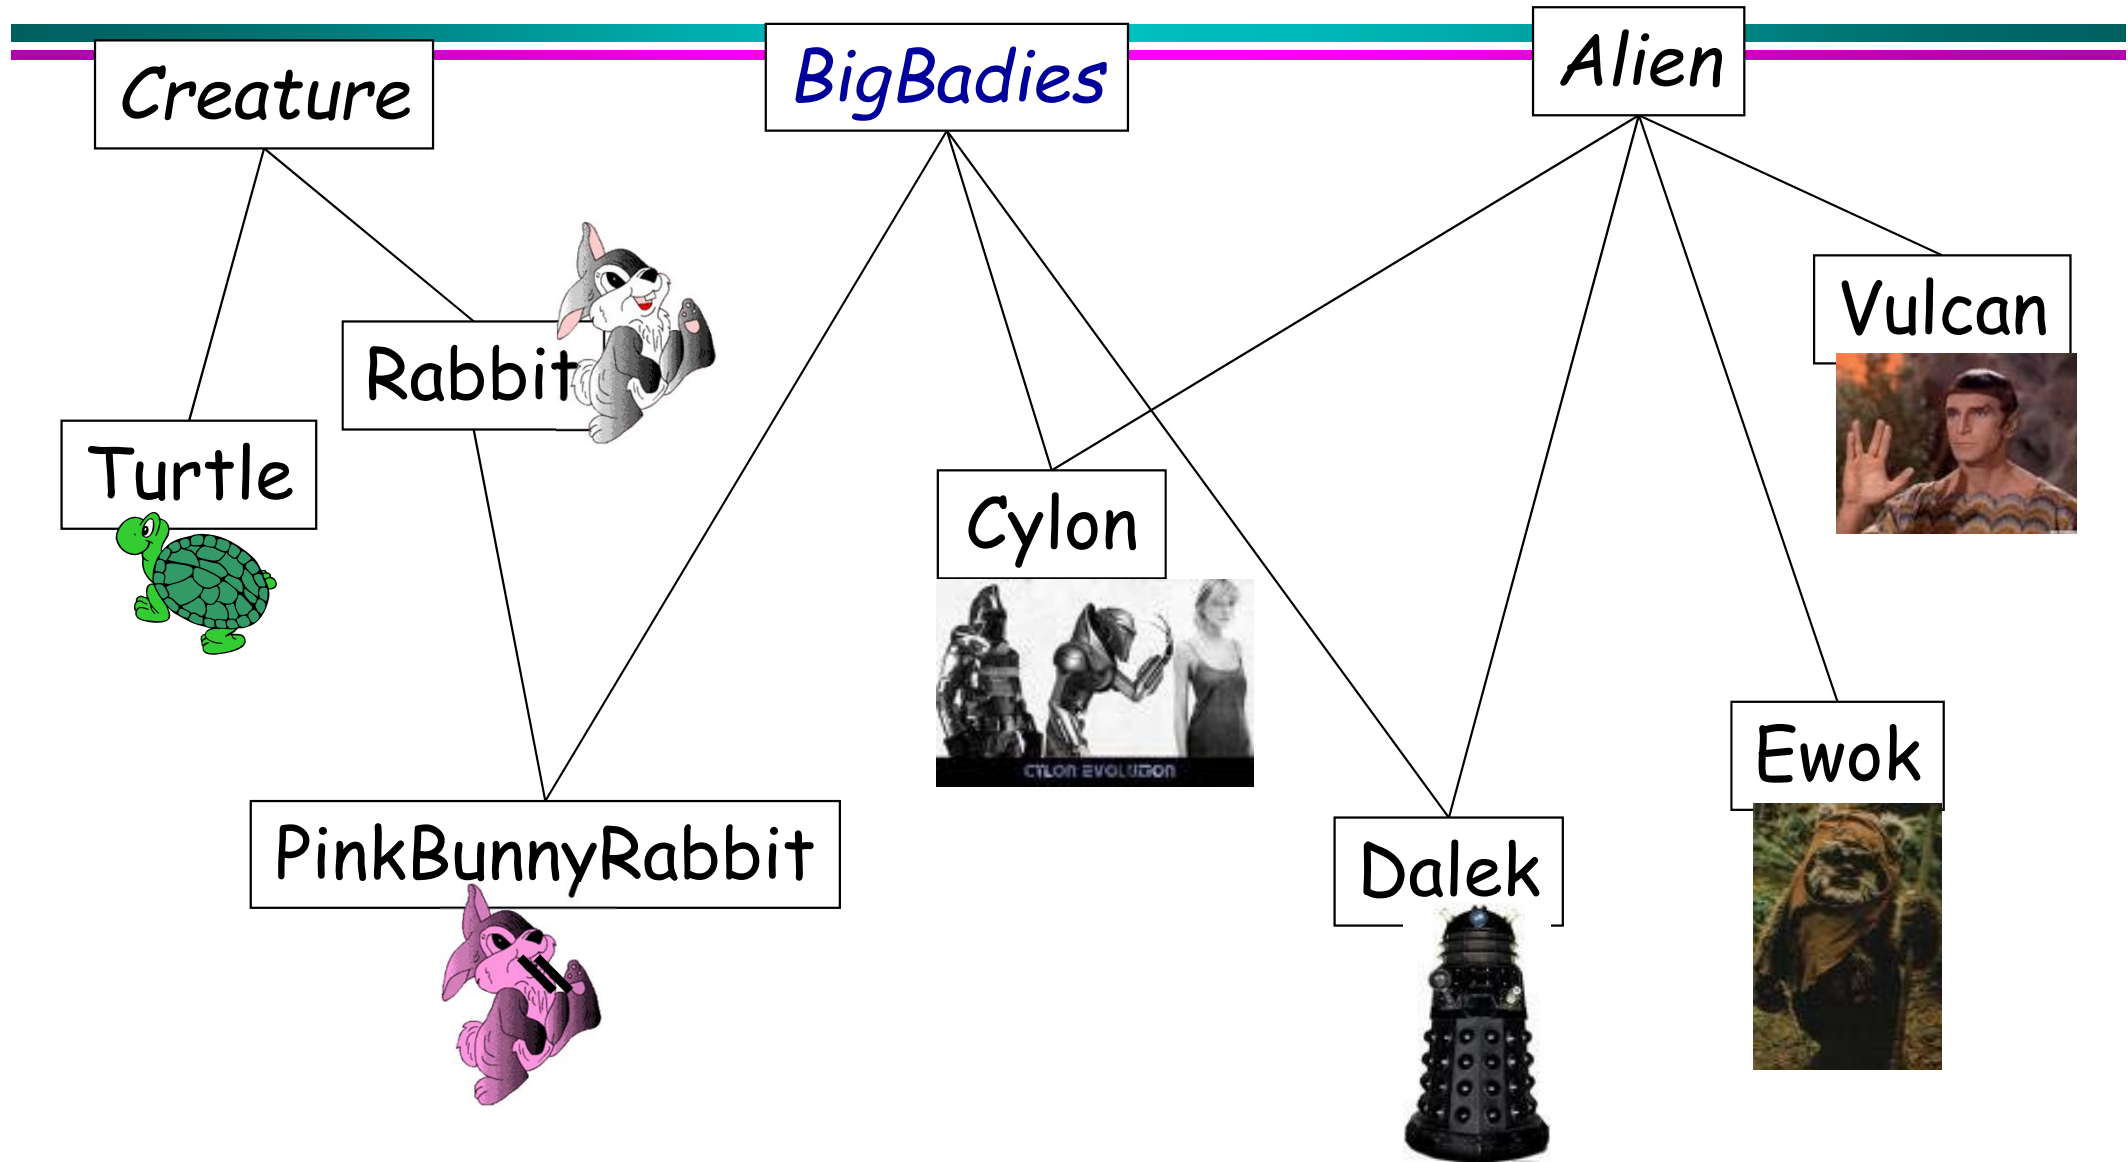 Creature
BigBadies
Alien
Vulcan
Rabbit
Turtle
Cylon
CYLON EVOLUTION
Ewok
PinkBunnyRabbit
Dalek